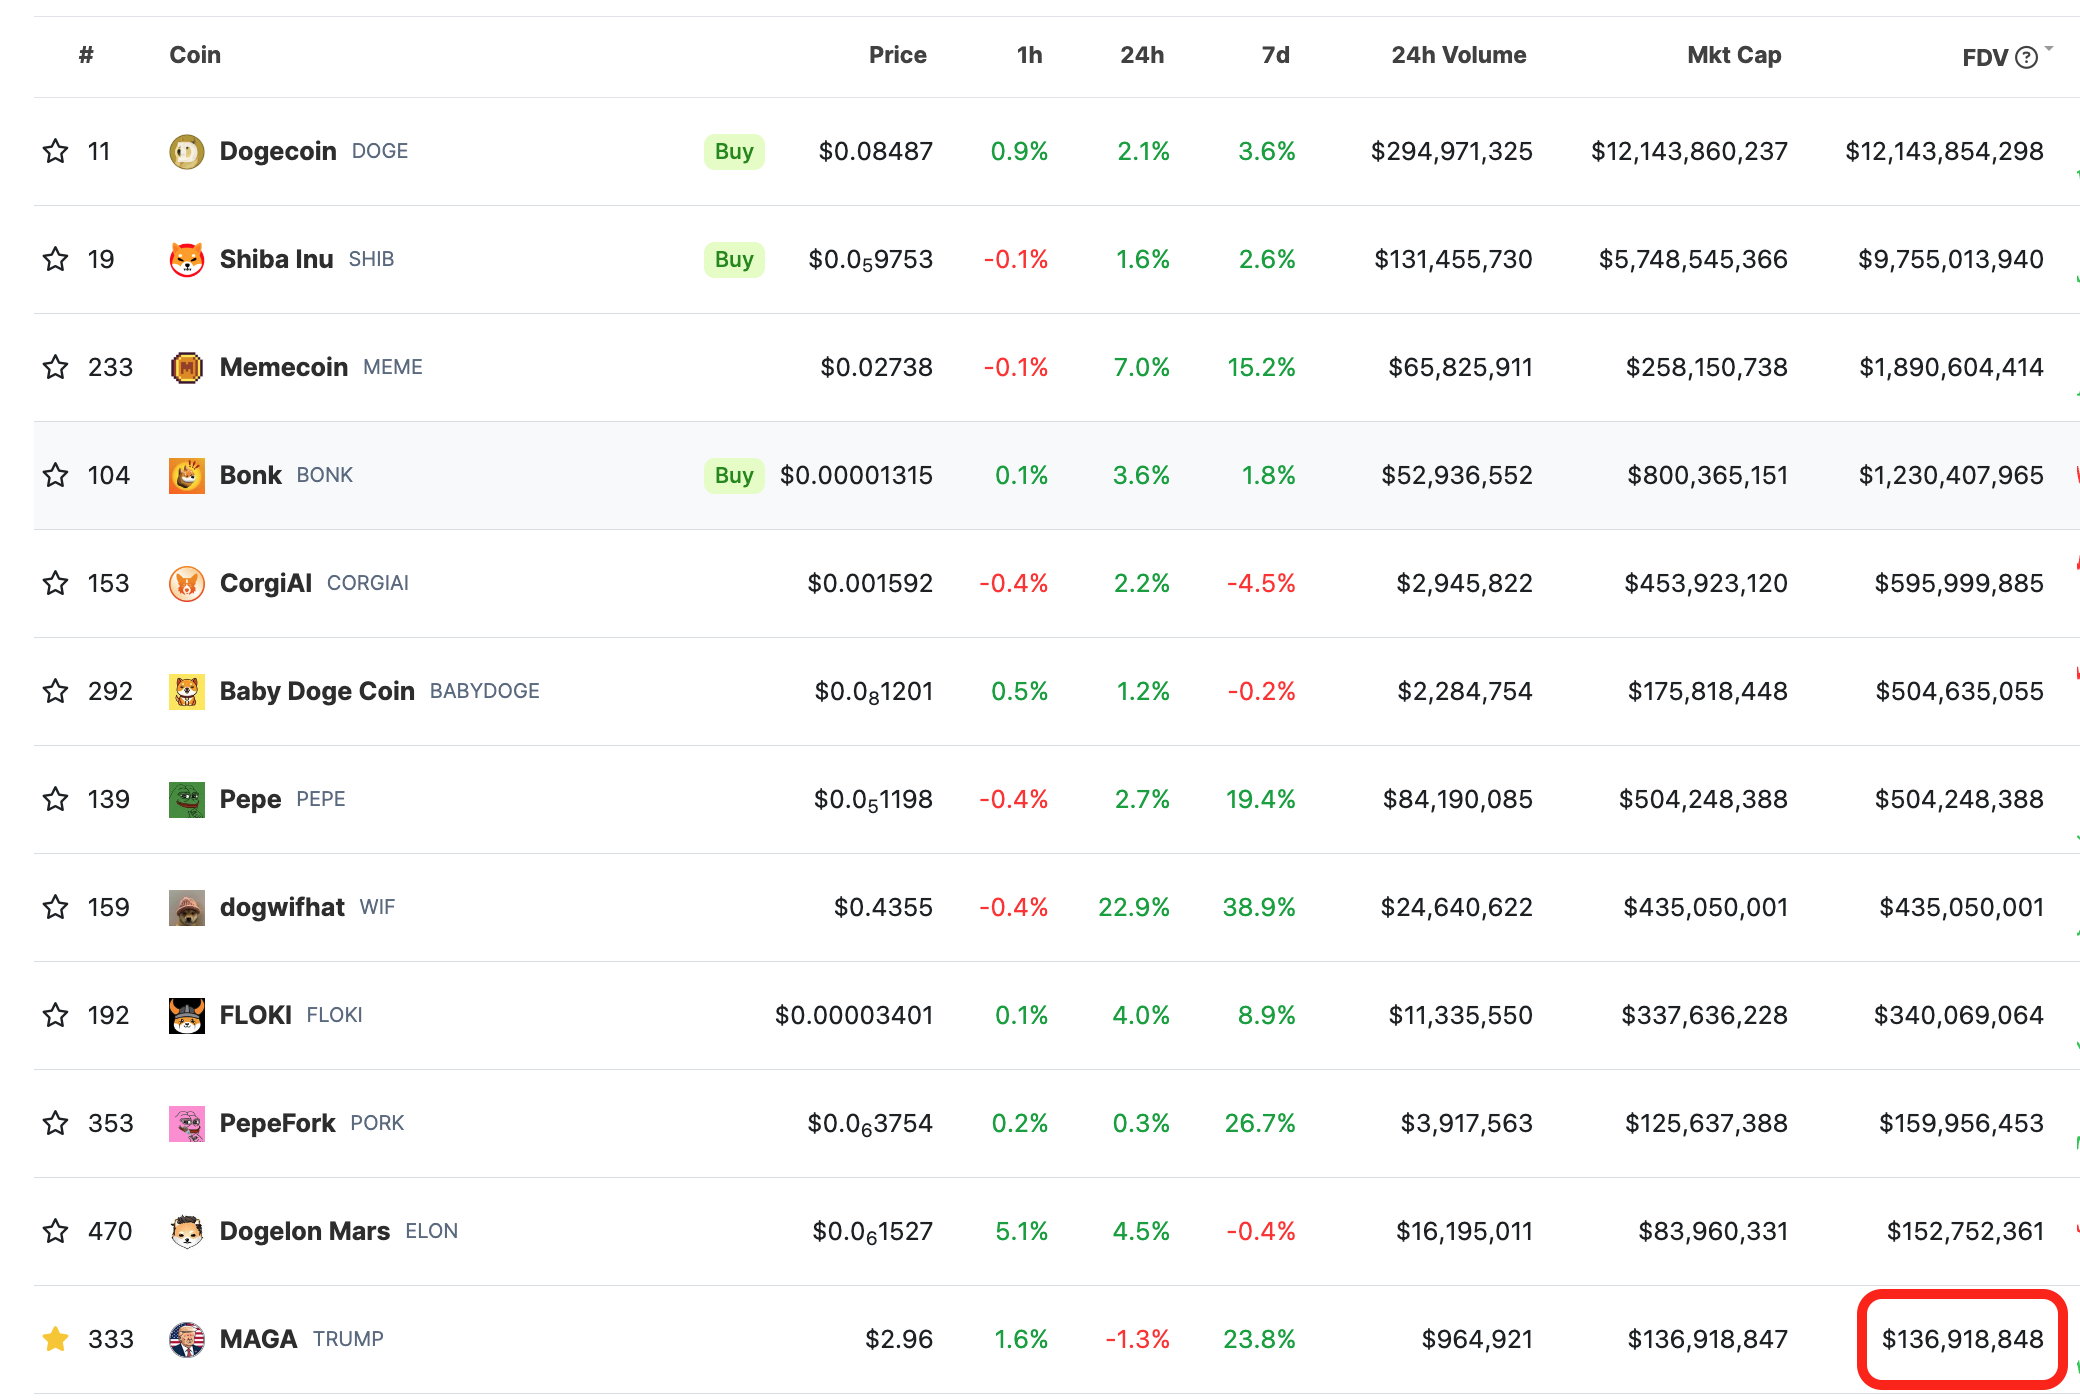 # Coin Price 1h 24h 7d 24h Volume Mkt Cap FDV ?
11 Dogecoin DOGE Buy $0.08487 0.9% 2.1% 3.6% $294,971,325 $12,143,860,237 $12,143,854,298
19 Shiba Inu SHIB Buy $0.0₅9753 -0.1% 1.6% 2.6% $131,455,730 $5,748,545,366 $9,755,013,940
233 Memecoin MEME $0.02738 -0.1% 7.0% 15.2% $65,825,911 $258,150,738 $1,890,604,414
104 Bonk BONK Buy $0.00001315 0.1% 3.6% 1.8% $52,936,552 $800,365,151 $1,230,407,965
153 CorgiAI CORGIAI $0.001592 -0.4% 2.2% -4.5% $2,945,822 $453,923,120 $595,999,885
292 Baby Doge Coin BABYDOGE $0.0₈1201 0.5% 1.2% -0.2% $2,284,754 $175,818,448 $504,635,055
139 Pepe PEPE $0.0₅1198 -0.4% 2.7% 19.4% $84,190,085 $504,248,388 $504,248,388
159 dogwifhat WIF $0.4355 -0.4% 22.9% 38.9% $24,640,622 $435,050,001 $435,050,001
192 FLOKI FLOKI $0.00003401 0.1% 4.0% 8.9% $11,335,550 $337,636,228 $340,069,064
353 PepeFork PORK $0.0₆3754 0.2% 0.3% 26.7% $3,917,563 $125,637,388 $159,956,453
470 Dogelon Mars ELON $0.0₆1527 5.1% 4.5% -0.4% $16,195,011 $83,960,331 $152,752,361
333 MAGA TRUMP $2.96 1.6% -1.3% 23.8% $964,921 $136,918,847 $136,918,848